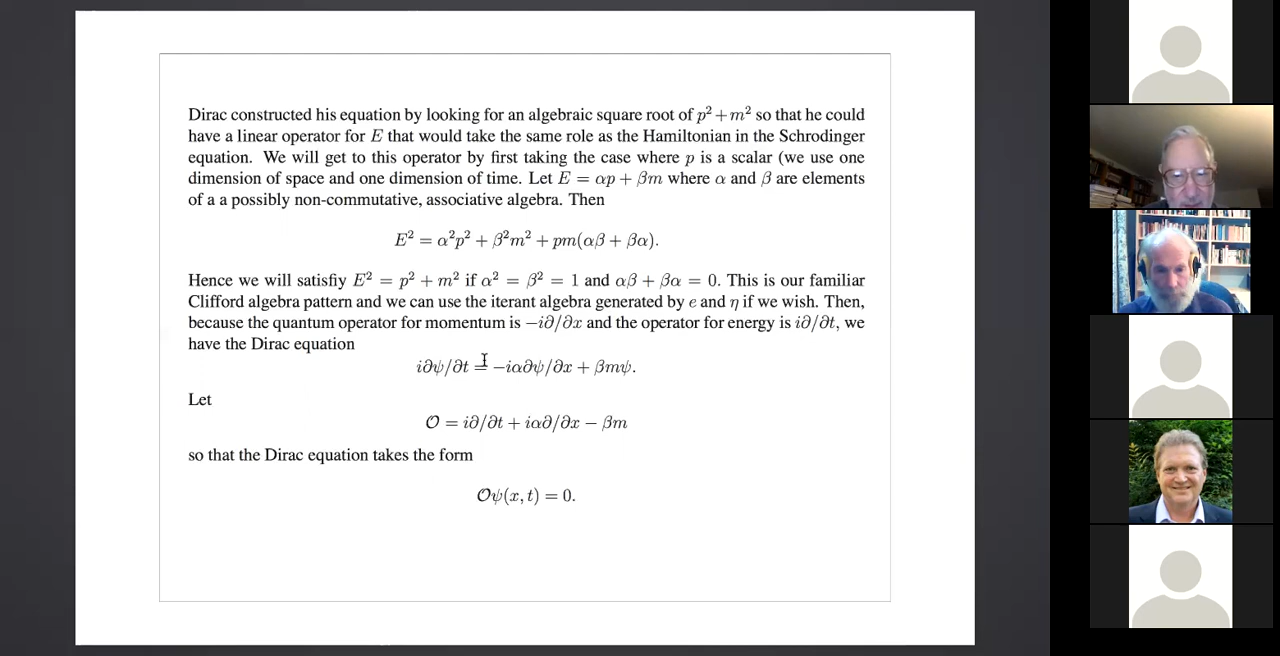 Dirac constructed his equation by looking for an algebraic square root of p² + m² so that he could
have a linear operator for E that would take the same role as the Hamiltonian in the Schrodinger
equation. We will get to this operator by first taking the case where p is a scalar (we use one
dimension of space and one dimension of time. Let E = αp + βm where α and β are elements
of a a possibly non-commutative, associative algebra. Then
E² = α²p² + β²m² + pm(αβ + βα).
Hence we will satisfiy E² = p² + m² if α² = β² = 1 and αβ + βα = 0. This is our familiar
Clifford algebra pattern and we can use the iterant algebra generated by e and η if we wish. Then,
because the quantum operator for momentum is −i∂/∂x and the operator for energy is i∂/∂t, we
have the Dirac equation
i∂ψ/∂t = −iα∂ψ/∂x + βmψ.
Let
𝒪 = i∂/∂t + iα∂/∂x − βm
so that the Dirac equation takes the form
𝒪ψ(x, t) = 0.